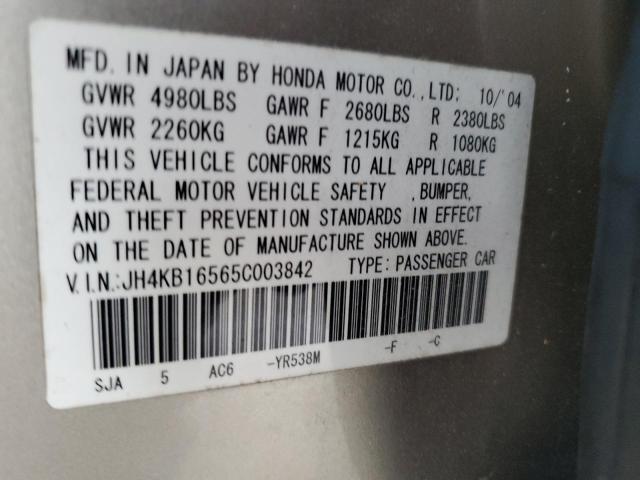 MFD. IN JAPAN BY HONDA MOTOR CO., LTD; 10/'04
GVWR 4980LBS GAWR F 2680LBS R 2380LBS
GVWR 2260KG GAWR F 1215KG R 1080KG
THIS VEHICLE CONFORMS TO ALL APPLICABLE
FEDERAL MOTOR VEHICLE SAFETY , BUMPER,
AND THEFT PREVENTION STANDARDS IN EFFECT
ON THE DATE OF MANUFACTURE SHOWN ABOVE.
V.I.N.:JH4KB16565C003842 TYPE: PASSENGER CAR
SJA 5 AC6 -YR538M -F -C